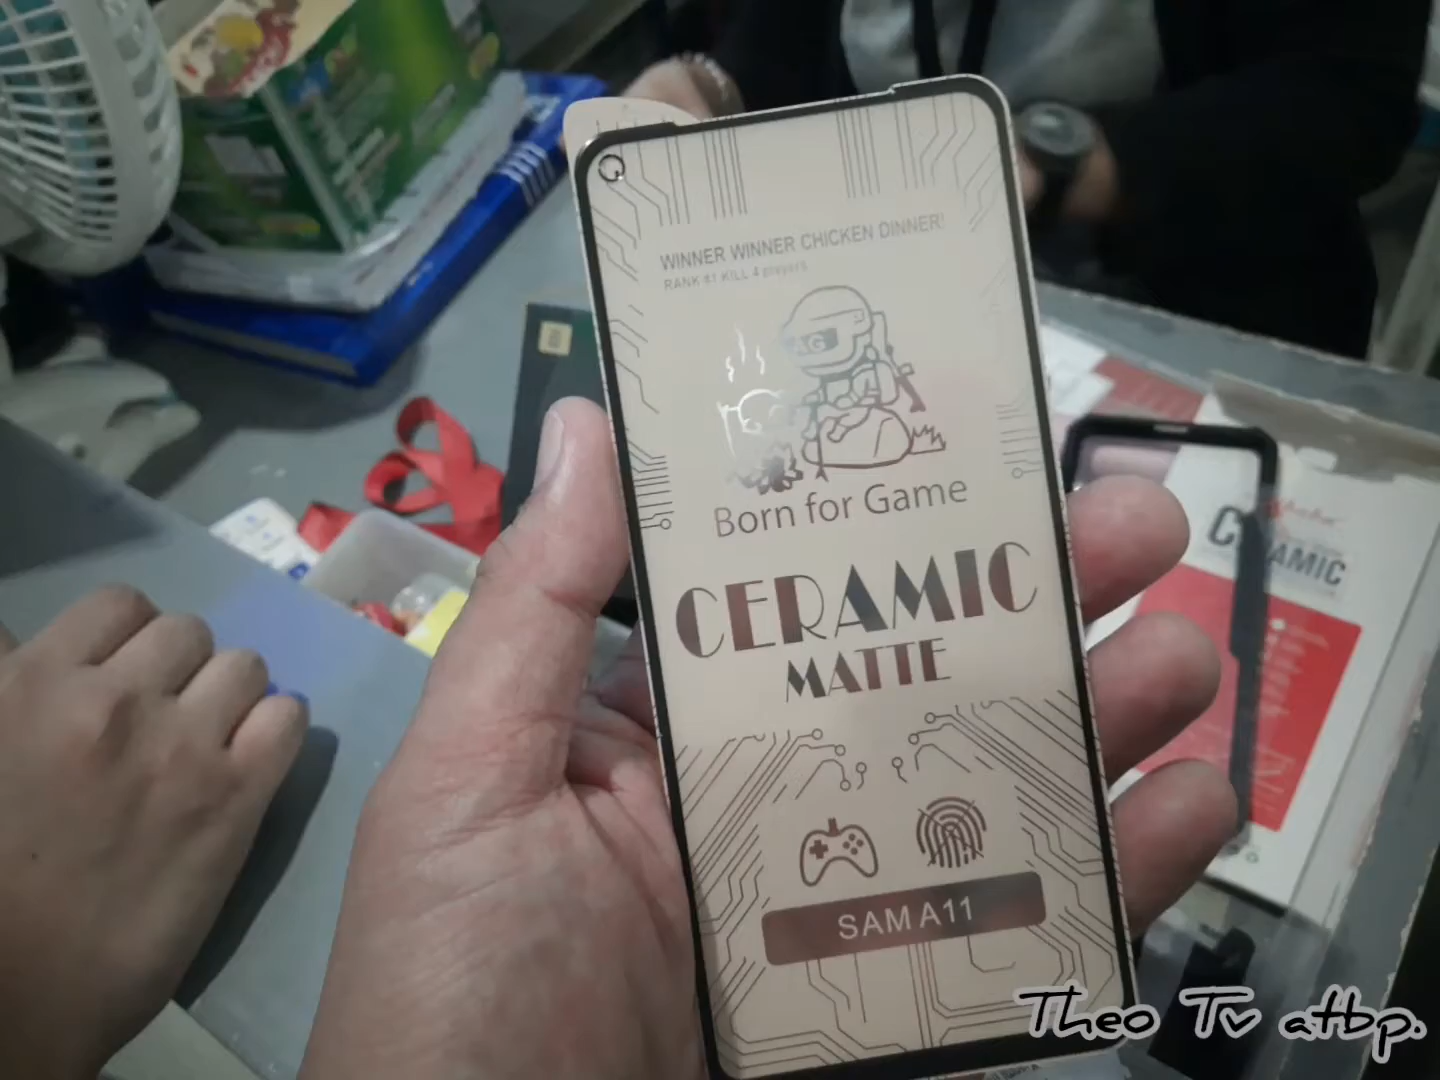 WINNER WINNER CHICKEN DINNER!
RANK #1 KILL 4 players
AG
Born for Game
CERAMIC
MATTE
SAM A11
CERAMIC
Theo Tv atbp.